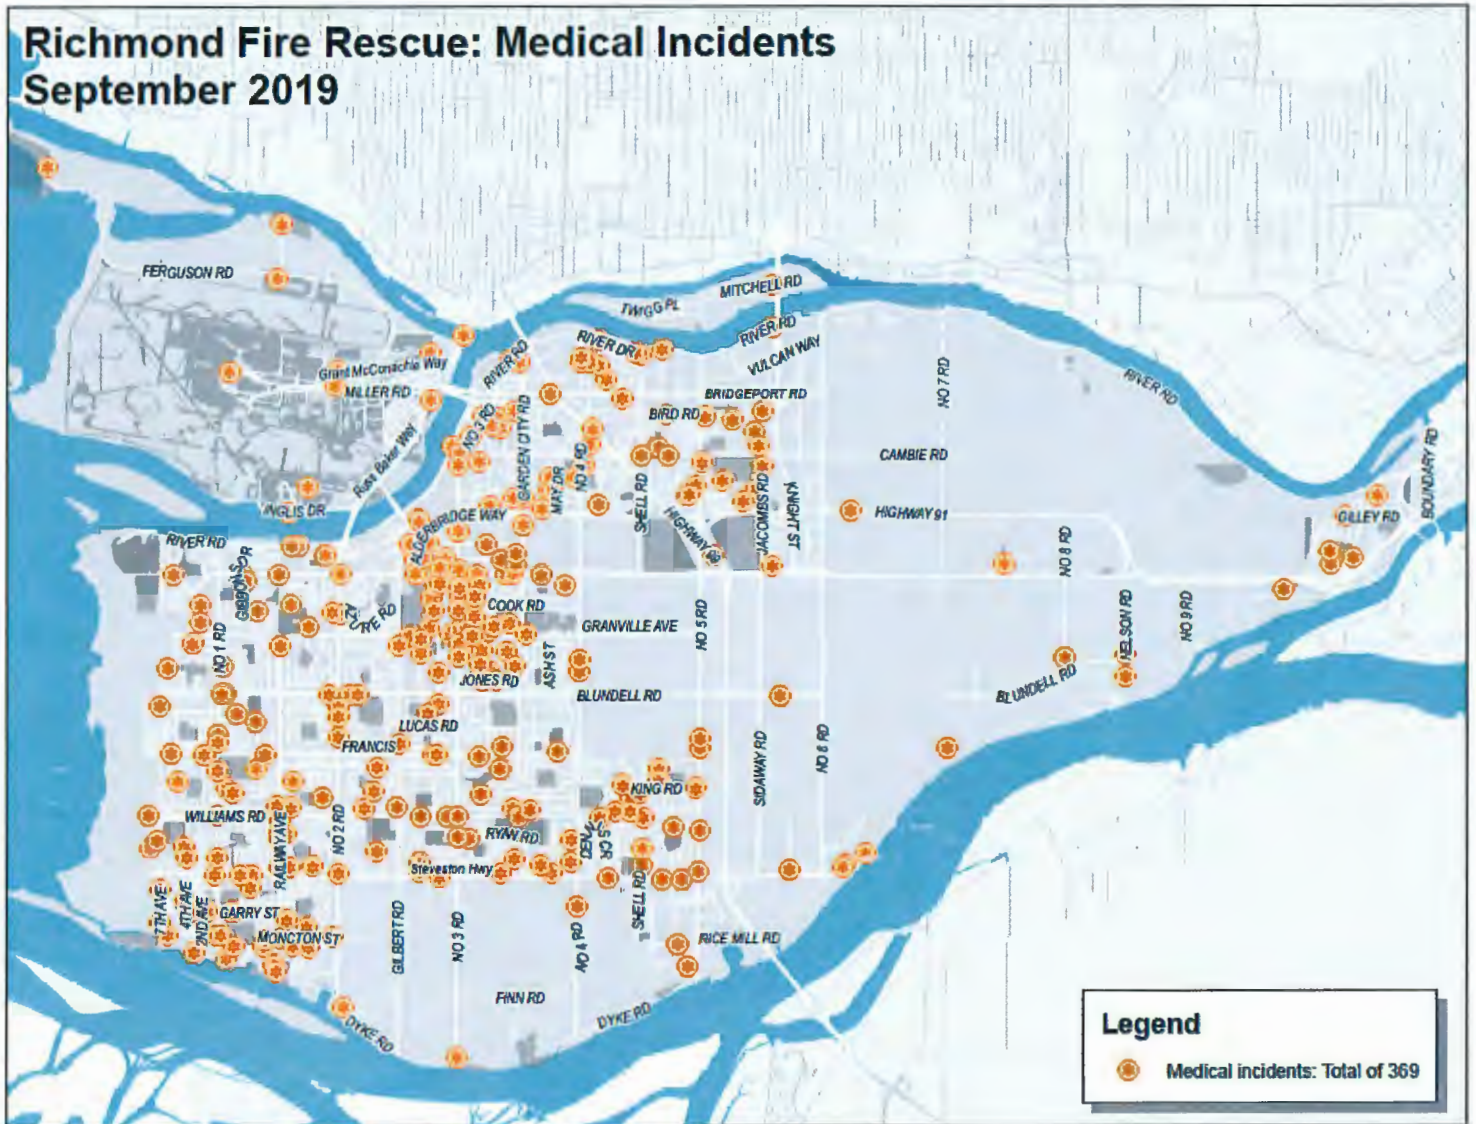 Richmond Fire Rescue: Medical Incidents
September 2019
FERGUSON RD
MITCHELL RD
TWIGG PL
RIVER RD
RIVER DR
VULCAN WAY
RIVER RD
Grant McConachie Way
MILLER RD
BRIDGEPORT RD
NO 7 RD
RIVER RD
BIRD RD
NO 3 RD
GARDEN CITY RD
CAMBIE RD
BOUNDARY RD
Russ Baker Way
NO 4 RD
MAY DR
SHELL RD
JACOMBS RD
KNIGHT ST
INGLIS DR
ALDERBRIDGE WAY
HIGHWAY 91
GILLEY RD
HIGHWAY 99
RIVER RD
NO 8 RD
GIBBONS DR
COOK RD
GRANVILLE AVE
NO 5 RD
NELSON RD
NO 9 RD
NO 1 RD
ASH ST
JONES RD
BLUNDELL RD
BLUNDELL RD
LUCAS RD
FRANCIS
SIDAWAY RD
NO 6 RD
KING RD
WILLIAMS RD
RAILWAY AVE
NO 2 RD
RYAN RD
Steveston Hwy
SHELL RD
7TH AVE
4TH AVE
2ND AVE
GARRY ST
MONCTON ST
GILBERT RD
NO 3 RD
NO 4 RD
RICE MILL RD
FINN RD
DYKE RD
DYKE RD
Legend
Medical incidents: Total of 369